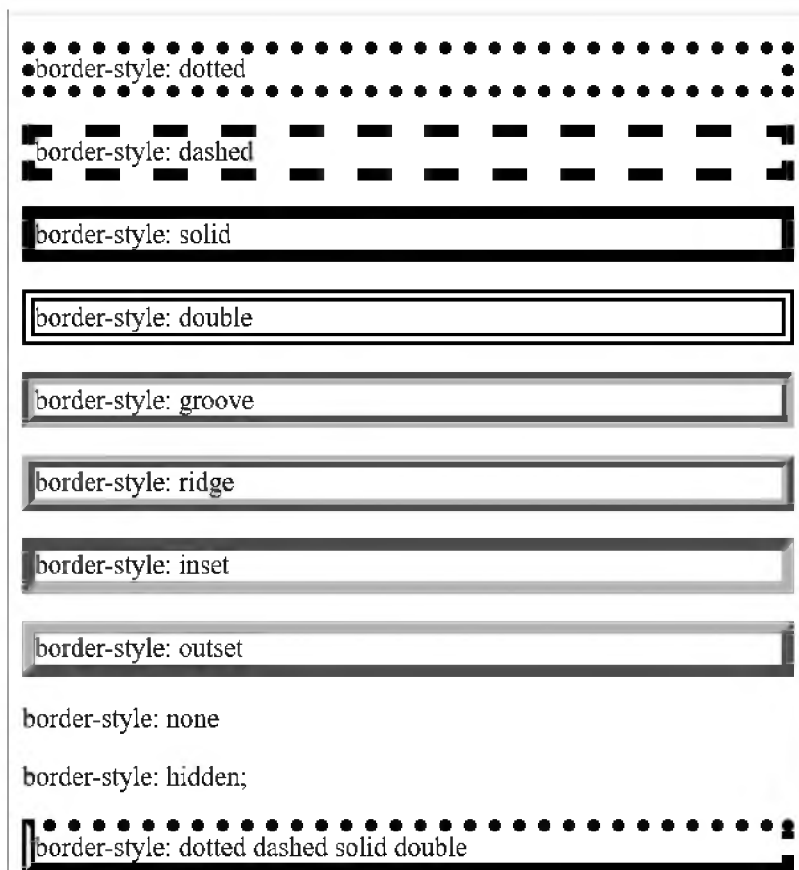 border-style: dotted
border-style: dashed
border-style: solid
border-style: double
border-style: groove
border-style: ridge
border-style: inset
border-style: outset
border-style: none
border-style: hidden;
border-style: dotted dashed solid double